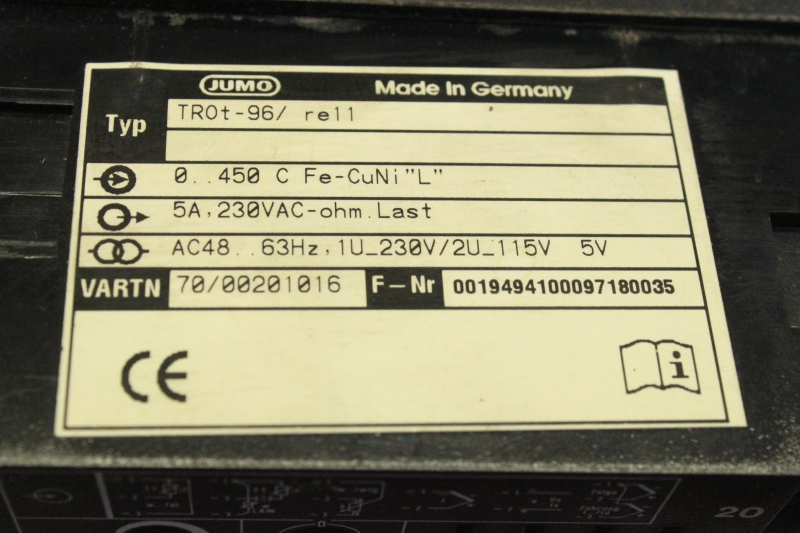 JUMO Made In Germany
Typ TROt-96/ rell
0..450 C Fe-CuNi"L"
5A,230VAC-ohm.Last
AC48..63Hz,1U_230V/2U_115V 5V
VARTN 70/00201016 F-Nr 0019494100097180035
CE
i
20